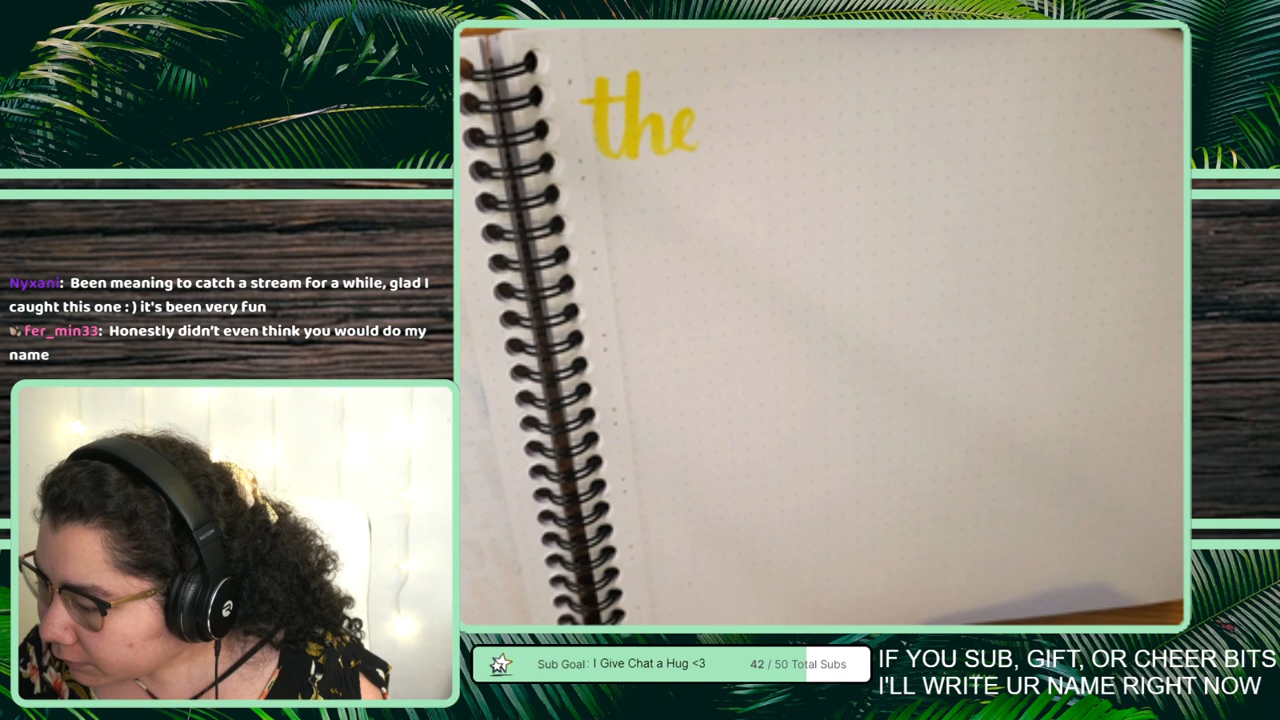 the
Nyxani: Been meaning to catch a stream for a while, glad I
caught this one : ) it's been very fun
fer_min33: Honestly didn't even think you would do my
name
Sub Goal: I Give Chat a Hug <3 42 / 50 Total Subs
IF YOU SUB, GIFT, OR CHEER BITS
I'LL WRITE UR NAME RIGHT NOW